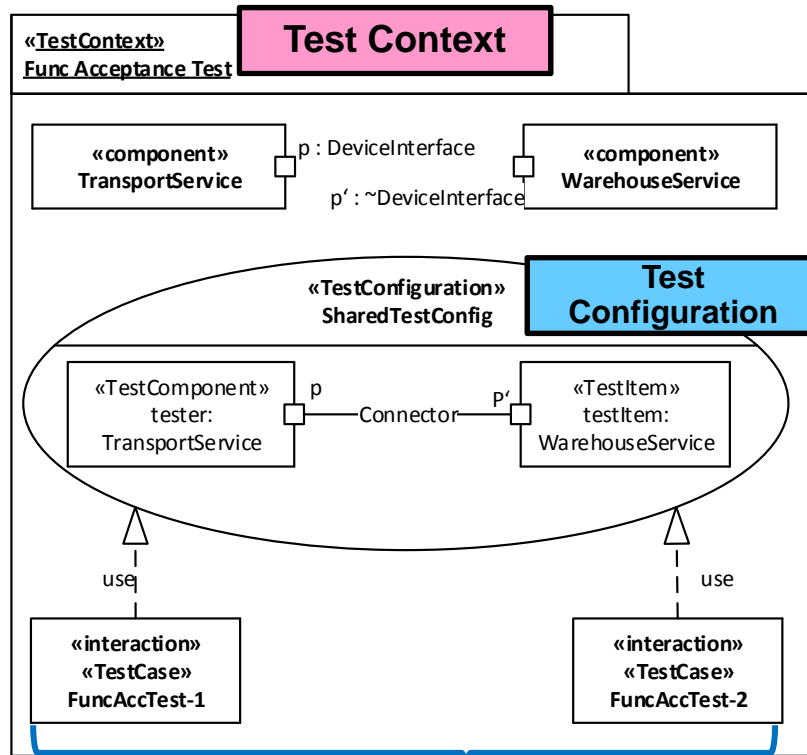 «TestContext»
Func Acceptance Test
Test Context
«component»
TransportService
p : DeviceInterface
p‘ : ~DeviceInterface
«component»
WarehouseService
«TestConfiguration»
SharedTestConfig
Test
Configuration
«TestComponent»
tester:
TransportService
p
Connector
P‘
«TestItem»
testItem:
WarehouseService
use
use
«interaction»
«TestCase»
FuncAccTest-1
«interaction»
«TestCase»
FuncAccTest-2